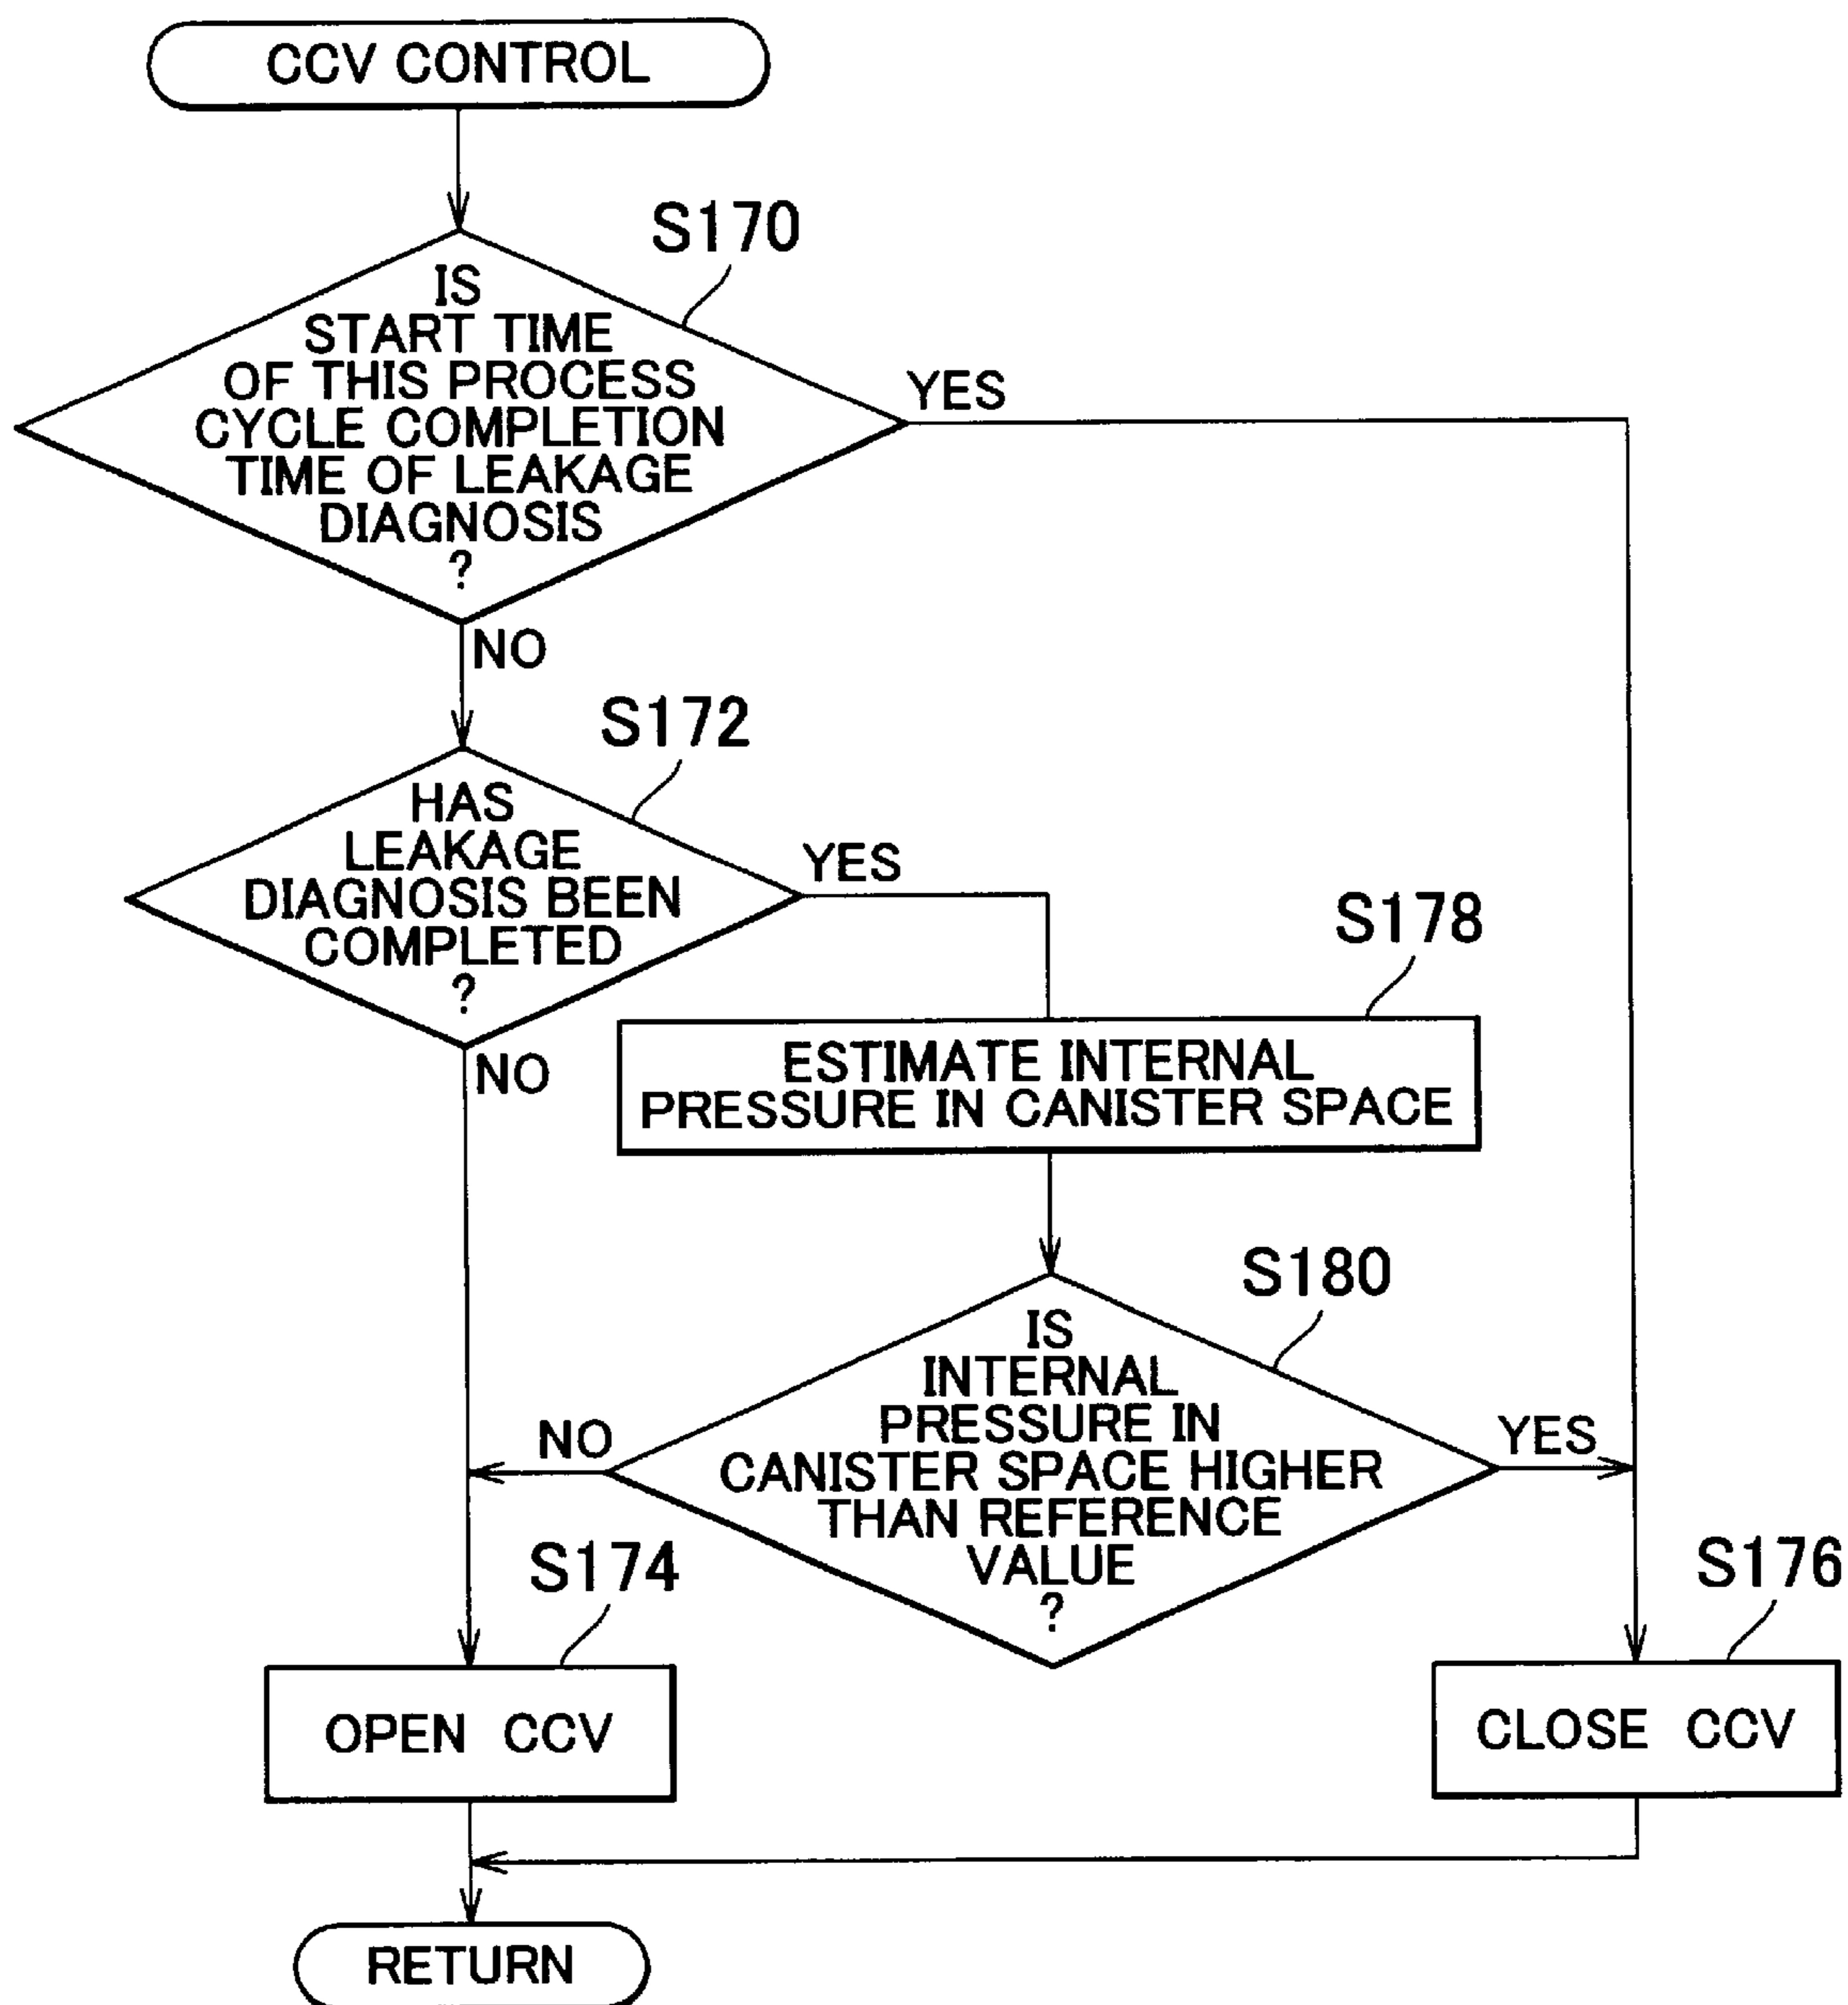 CCV CONTROL
S170
IS
START TIME
OF THIS PROCESS
CYCLE COMPLETION
TIME OF LEAKAGE
DIAGNOSIS
?
YES
NO
S172
HAS
LEAKAGE
DIAGNOSIS BEEN
COMPLETED
?
YES
NO
S178
ESTIMATE INTERNAL
PRESSURE IN CANISTER SPACE
S180
IS
INTERNAL
PRESSURE IN
CANISTER SPACE HIGHER
THAN REFERENCE
VALUE
?
NO
YES
S174
OPEN CCV
S176
CLOSE CCV
RETURN